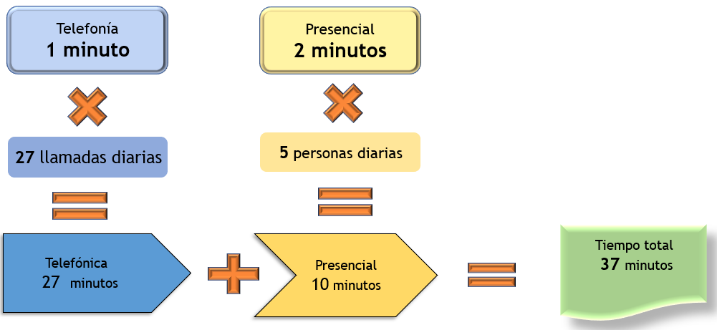 Telefonía
1 minuto
Presencial
2 minutos
27 llamadas diarias
5 personas diarias
Telefónica
27 minutos
Presencial
10 minutos
Tiempo total
37 minutos